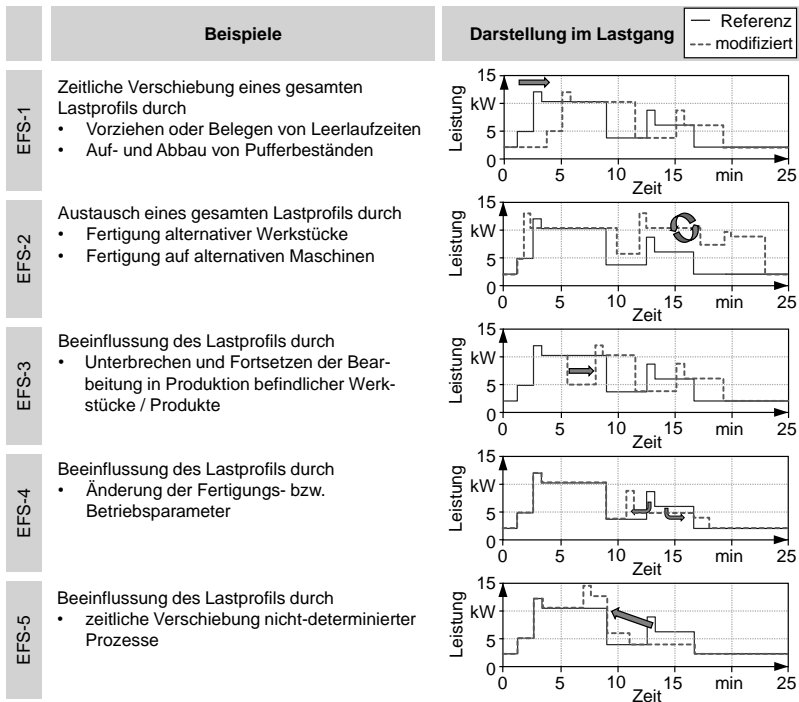 Beispiele
Darstellung im Lastgang
Referenz
modifiziert
EFS-1
Zeitliche Verschiebung eines gesamten
Lastprofils durch
• Vorziehen oder Belegen von Leerlaufzeiten
• Auf- und Abbau von Pufferbeständen
Leistung
15
kW
5
0
0 5 10 15 min 25
Zeit
EFS-2
Austausch eines gesamten Lastprofils durch
• Fertigung alternativer Werkstücke
• Fertigung auf alternativen Maschinen
Leistung
15
kW
5
0
0 5 10 15 min 25
Zeit
EFS-3
Beeinflussung des Lastprofils durch
• Unterbrechen und Fortsetzen der Bear-
beitung in Produktion befindlicher Werk-
stücke / Produkte
Leistung
15
kW
5
0
0 5 10 15 min 25
Zeit
EFS-4
Beeinflussung des Lastprofils durch
• Änderung der Fertigungs- bzw.
Betriebsparameter
Leistung
15
kW
5
0
0 5 10 15 min 25
Zeit
EFS-5
Beeinflussung des Lastprofils durch
• zeitliche Verschiebung nicht-determinierter
Prozesse
Leistung
15
kW
5
0
0 5 10 15 min 25
Zeit